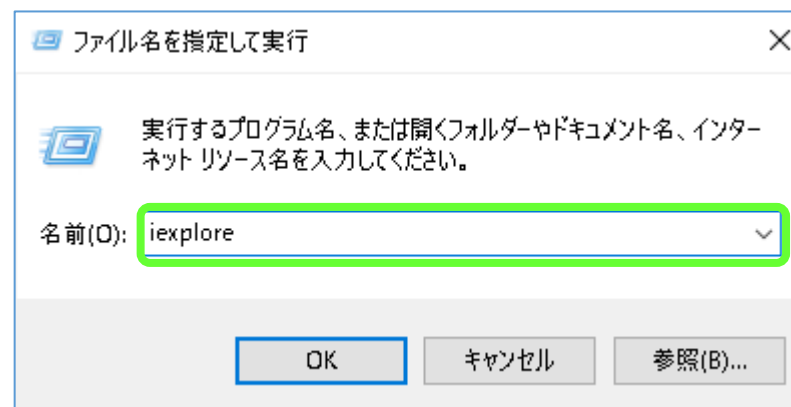 ファイル名を指定して実行
実行するプログラム名、または開くフォルダーやドキュメント名、インター
ネット リソース名を入力してください。
名前(O): iexplore
OK キャンセル 参照(B)...